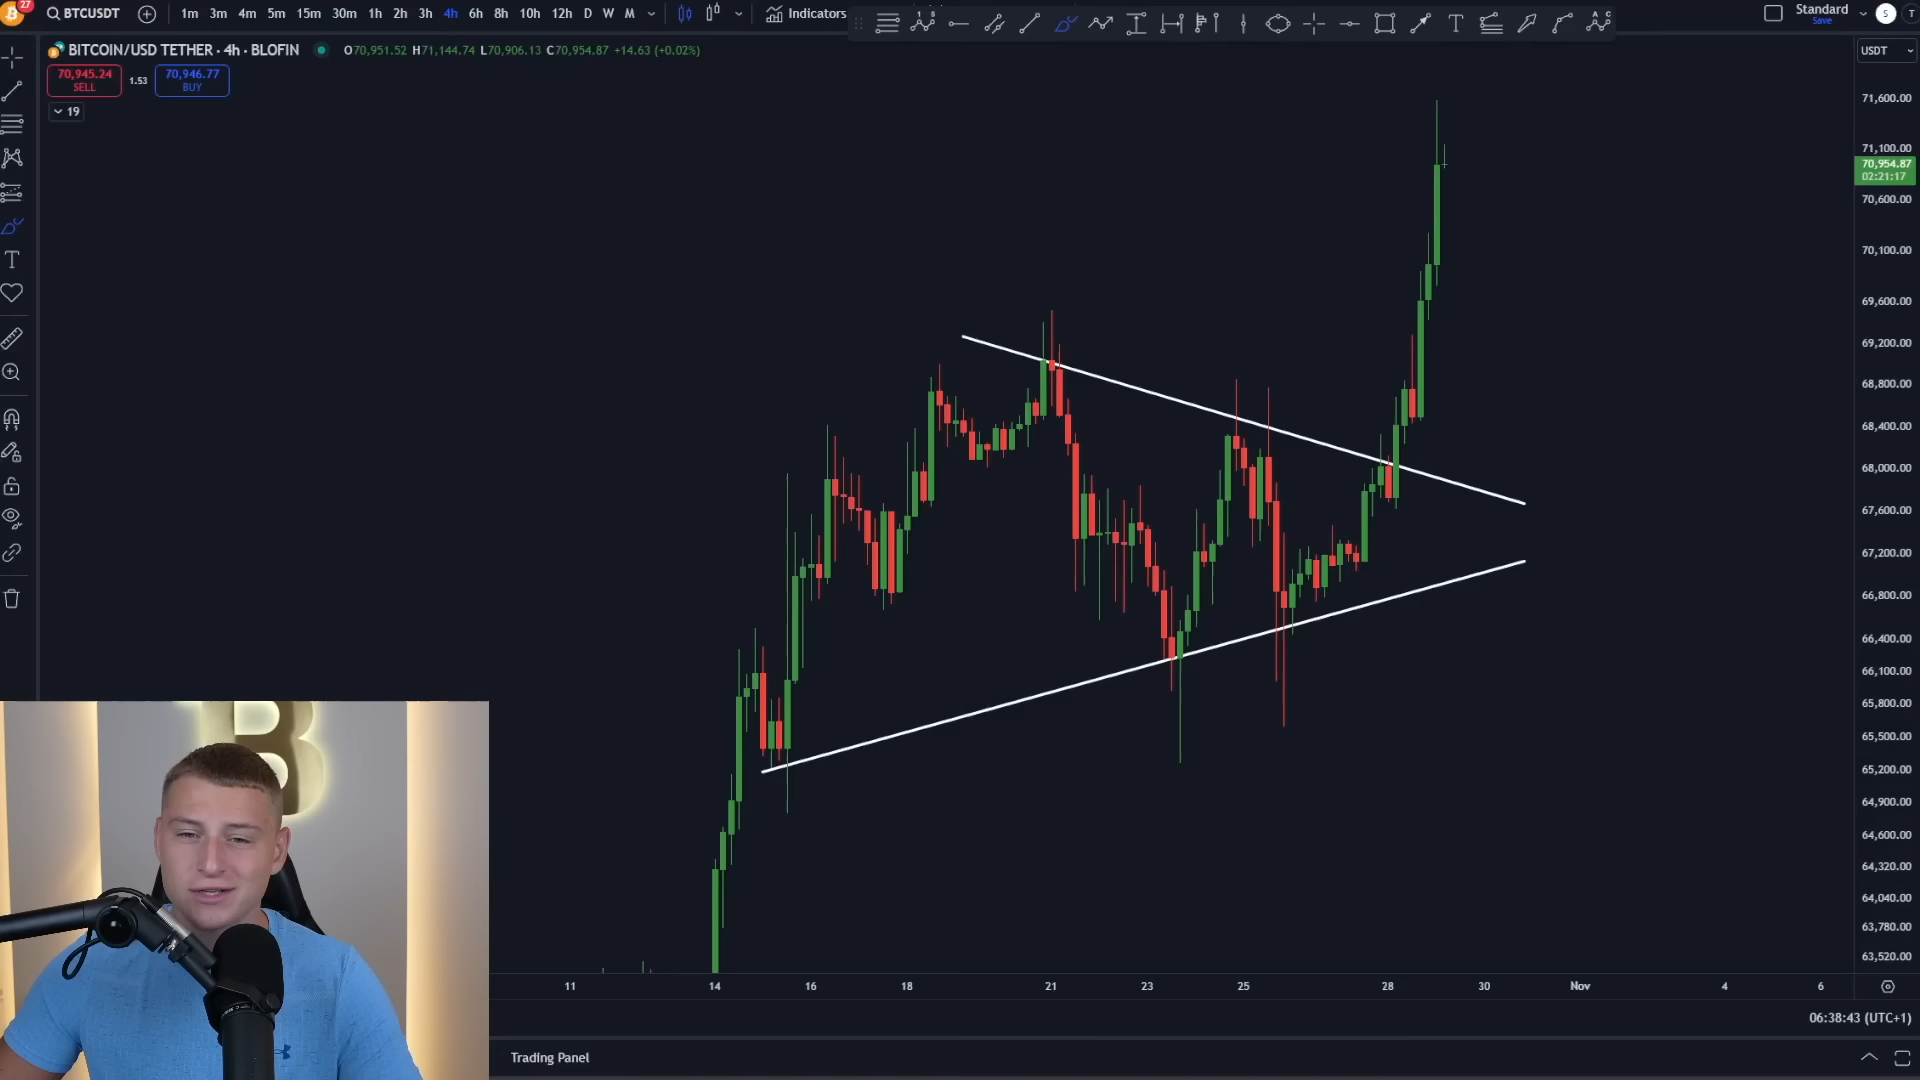 27
BTCUSDT
1m 3m 4m 5m 15m 30m 1h 2h 3h 4h 6h 8h 10h 12h D W M
Indicators
Standard
Save
S
T
BITCOIN/USD TETHER · 4h · BLOFIN
O70,951.52 H71,144.74 L70,906.13 C70,954.87 +14.63 (+0.02%)
USDT
70,945.24
SELL
1.53
70,946.77
BUY
19
71,600.00
71,100.00
70,954.87
02:21:17
70,600.00
70,100.00
69,600.00
69,200.00
68,800.00
68,400.00
68,000.00
67,600.00
67,200.00
66,800.00
66,400.00
66,100.00
65,800.00
65,500.00
65,200.00
64,900.00
64,600.00
64,320.00
64,040.00
63,780.00
63,520.00
11 14 16 18 21 23 25 28 30 Nov 4 6
06:38:43 (UTC+1)
Trading Panel